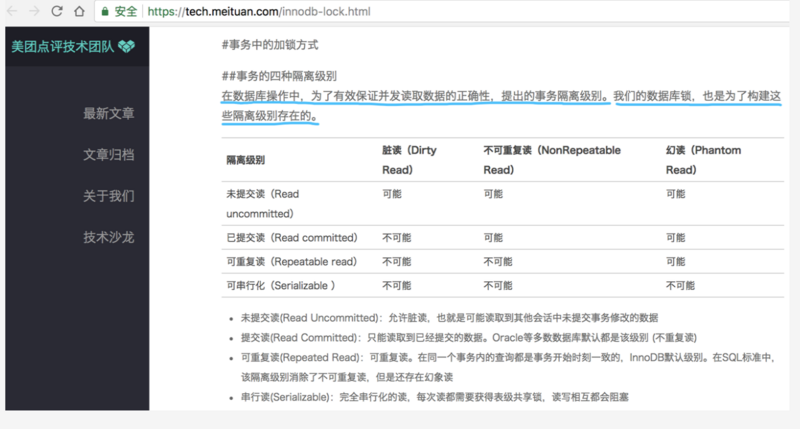 安全 https://tech.meituan.com/innodb-lock.html
美团点评技术团队
最新文章
文章归档
关于我们
技术沙龙
#事务中的加锁方式
##事务的四种隔离级别
在数据库操作中，为了有效保证并发读取数据的正确性，提出的事务隔离级别。我们的数据库锁，也是为了构建这
些隔离级别存在的。
隔离级别 脏读（Dirty 不可重复读（NonRepeatable 幻读（Phantom
Read） Read） Read）
未提交读（Read 可能 可能 可能
uncommitted）
已提交读（Read committed） 不可能 可能 可能
可重复读（Repeatable read） 不可能 不可能 可能
可串行化（Serializable ） 不可能 不可能 不可能
未提交读(Read Uncommitted)：允许脏读，也就是可能读取到其他会话中未提交事务修改的数据
提交读(Read Committed)：只能读取到已经提交的数据。Oracle等多数数据库默认都是该级别 (不重复读)
可重复读(Repeated Read)：可重复读。在同一个事务内的查询都是事务开始时刻一致的，InnoDB默认级别。在SQL标准中，
该隔离级别消除了不可重复读，但是还存在幻象读
串行读(Serializable)：完全串行化的读，每次读都需要获得表级共享锁，读写相互都会阻塞